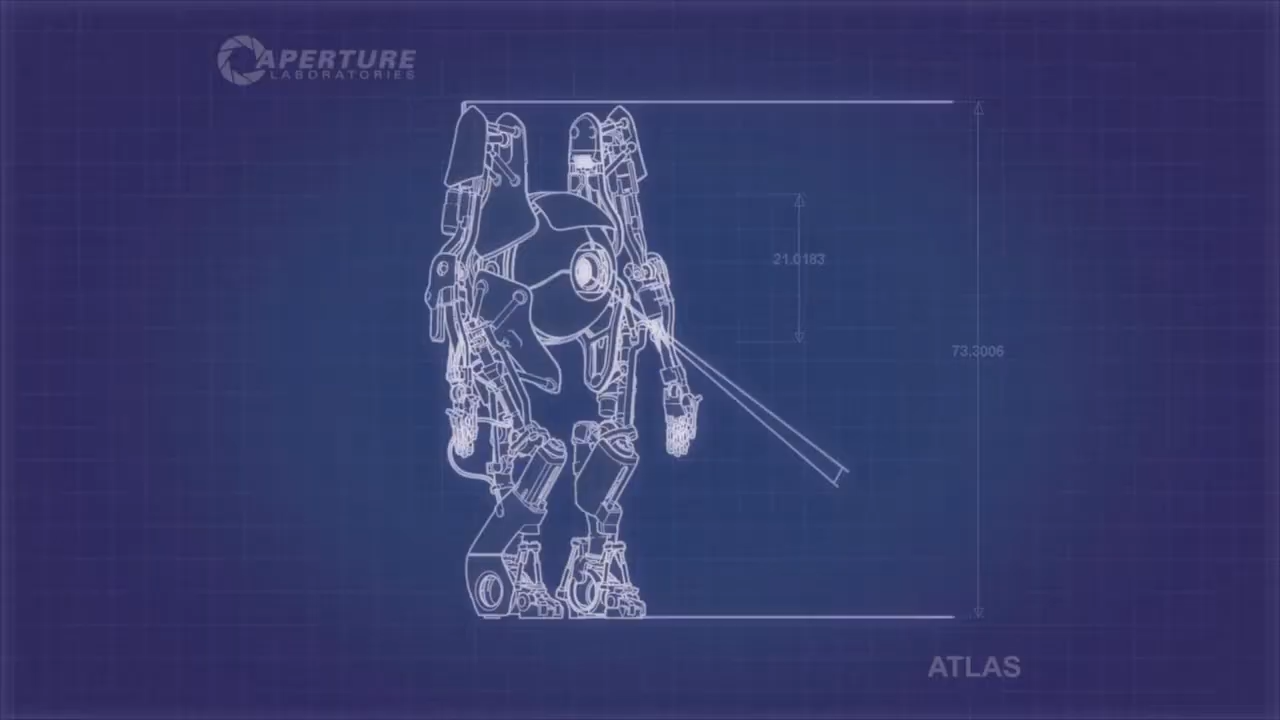 APERTURE
LABORATORIES
21.0183
73.3006
ATLAS